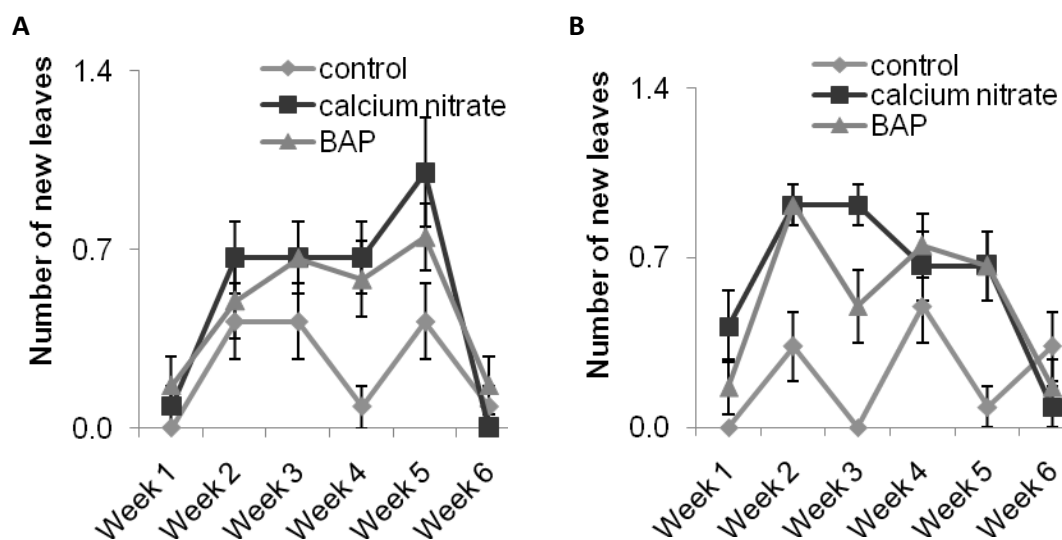 A
Number of new leaves
1.4
0.7
0.0
control
calcium nitrate
BAP
Week 1
Week 2
Week 3
Week 4
Week 5
Week 6
B
Number of new leaves
1.4
0.7
0.0
control
calcium nitrate
BAP
Week 1
Week 2
Week 3
Week 4
Week 5
Week 6